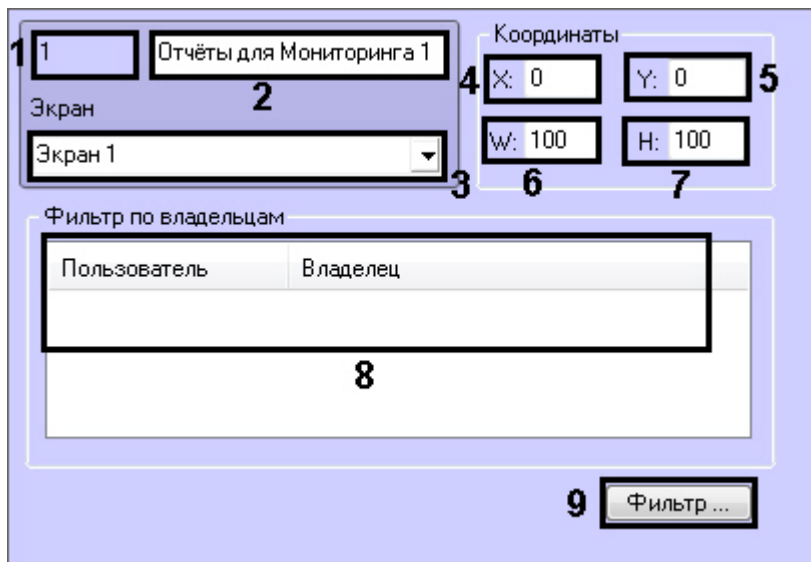 1 1 Отчёты для Мониторинга 1
2
Экран
Экран 1
3
Координаты
4 X: 0 Y: 0 5
W: 100 H: 100
6 7
Фильтр по владельцам
Пользователь Владелец
8
9 Фильтр ...